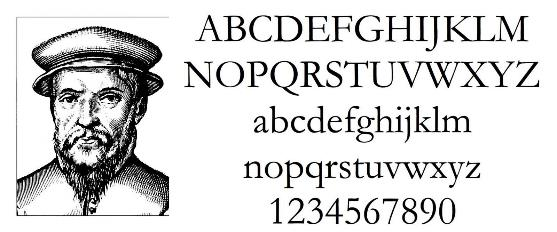 ABCDEFGHIJKLM
NOPQRSTUVWXYZ
abcdefghijklm
nopqrstuvwxyz
1234567890